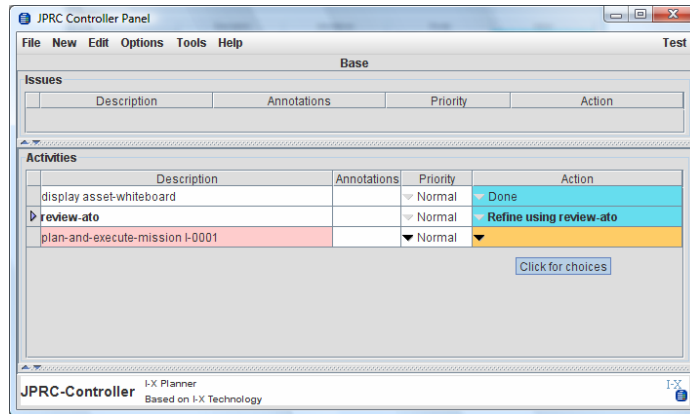 JPRC Controller Panel
File New Edit Options Tools Help Test
Base
Issues
Description Annotations Priority Action
Activities
Description Annotations Priority Action
display asset-whiteboard Normal Done
review-ato Normal Refine using review-ato
plan-and-execute-mission I-0001 Normal
Click for choices
JPRC-Controller I-X Planner I-X
Based on I-X Technology